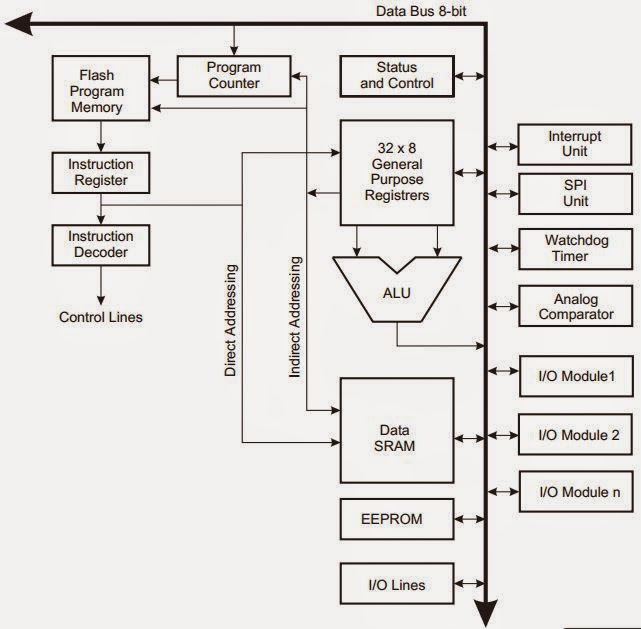 Data Bus 8-bit
Flash
Program
Memory
Program
Counter
Status
and Control
Instruction
Register
32 x 8
General
Purpose
Registrers
Interrupt
Unit
SPI
Unit
Instruction
Decoder
Watchdog
Timer
Control Lines
Direct Addressing
Indirect Addressing
ALU
Analog
Comparator
I/O Module1
Data
SRAM
I/O Module 2
I/O Module n
EEPROM
I/O Lines